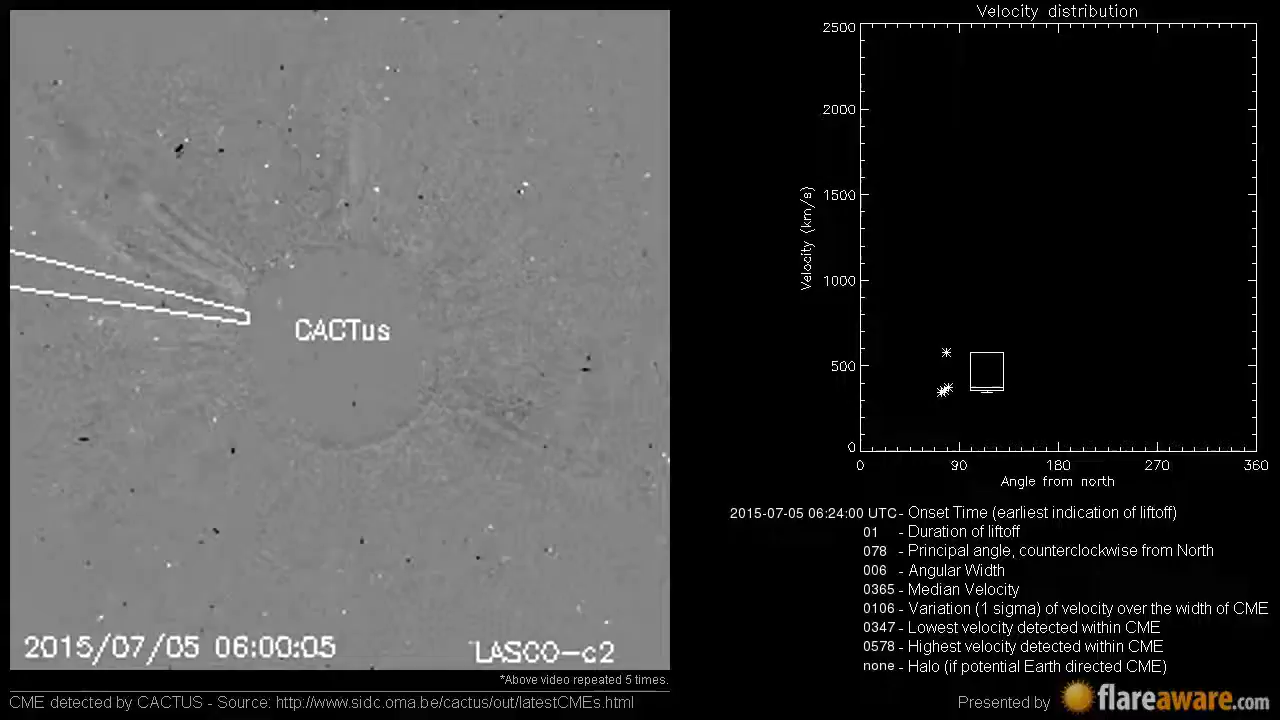 CACTus
2015/07/05 06:00:05
LASCO-c2
*Above video repeated 5 times.
CME detected by CACTUS - Source: http://www.sidc.oma.be/cactus/out/latestCMEs.html
Velocity distribution
Velocity (km/s)
2500
2000
1500
1000
500
0
0 90 180 270 360
Angle from north
2015-07-05 06:24:00 UTC - Onset Time (earliest indication of liftoff)
01 - Duration of liftoff
078 - Principal angle, counterclockwise from North
006 - Angular Width
0365 - Median Velocity
0106 - Variation (1 sigma) of velocity over the width of CME
0347 - Lowest velocity detected within CME
0578 - Highest velocity detected within CME
none - Halo (if potential Earth directed CME)
Presented by flareaware.com